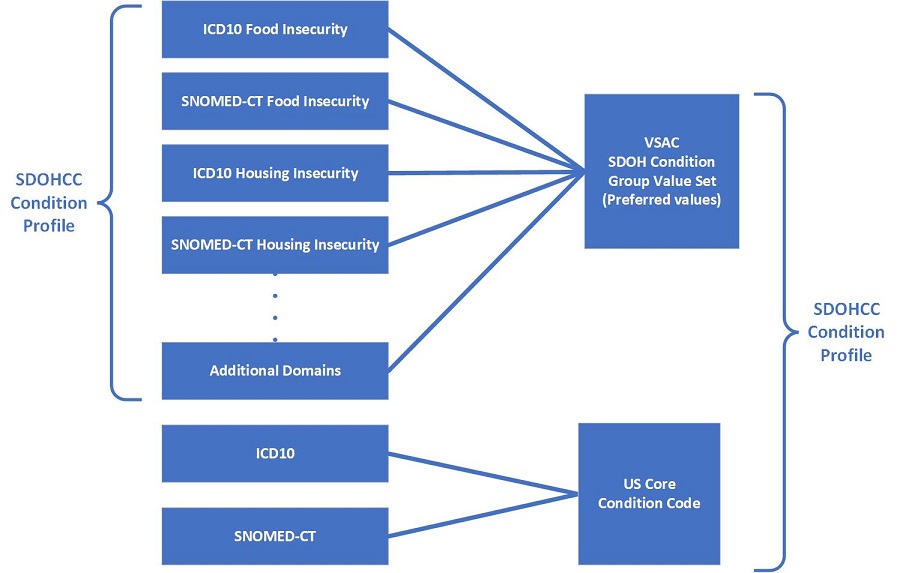 SDOHCC
Condition
Profile
ICD10 Food Insecurity
SNOMED-CT Food Insecurity
ICD10 Housing Insecurity
SNOMED-CT Housing Insecurity
Additional Domains
ICD10
SNOMED-CT
VSAC
SDOH Condition
Group Value Set
(Preferred values)
US Core
Condition Code
SDOHCC
Condition
Profile